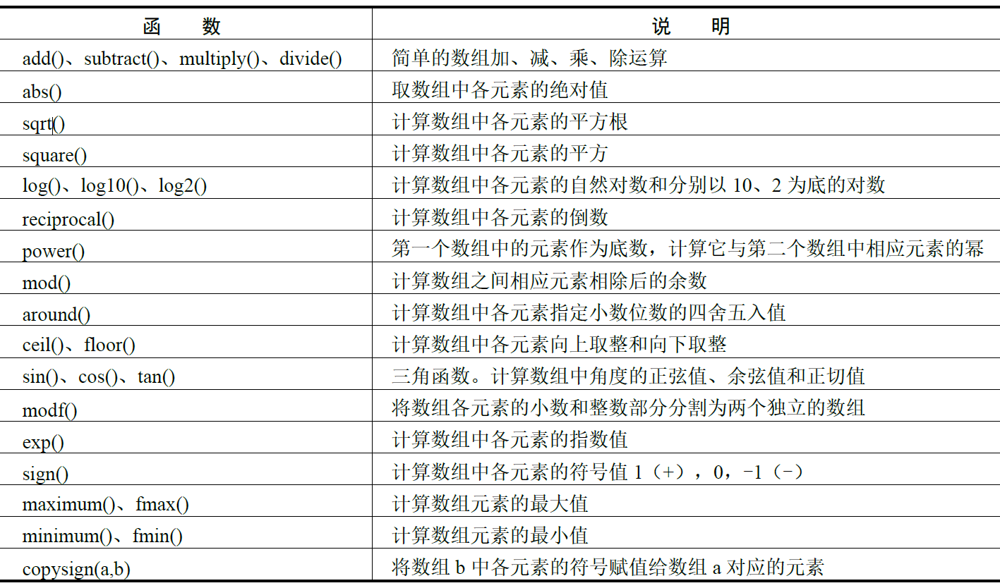 函 数 说 明
add()、subtract()、multiply()、divide() 简单的数组加、减、乘、除运算
abs() 取数组中各元素的绝对值
sqrt() 计算数组中各元素的平方根
square() 计算数组中各元素的平方
log()、log10()、log2() 计算数组中各元素的自然对数和分别以 10、2 为底的对数
reciprocal() 计算数组中各元素的倒数
power() 第一个数组中的元素作为底数，计算它与第二个数组中相应元素的幂
mod() 计算数组之间相应元素相除后的余数
around() 计算数组中各元素指定小数位数的四舍五入值
ceil()、floor() 计算数组中各元素向上取整和向下取整
sin()、cos()、tan() 三角函数。计算数组中角度的正弦值、余弦值和正切值
modf() 将数组各元素的小数和整数部分分割为两个独立的数组
exp() 计算数组中各元素的指数值
sign() 计算数组中各元素的符号值 1（+），0，−1（−）
maximum()、fmax() 计算数组元素的最大值
minimum()、fmin() 计算数组元素的最小值
copysign(a,b) 将数组 b 中各元素的符号赋值给数组 a 对应的元素